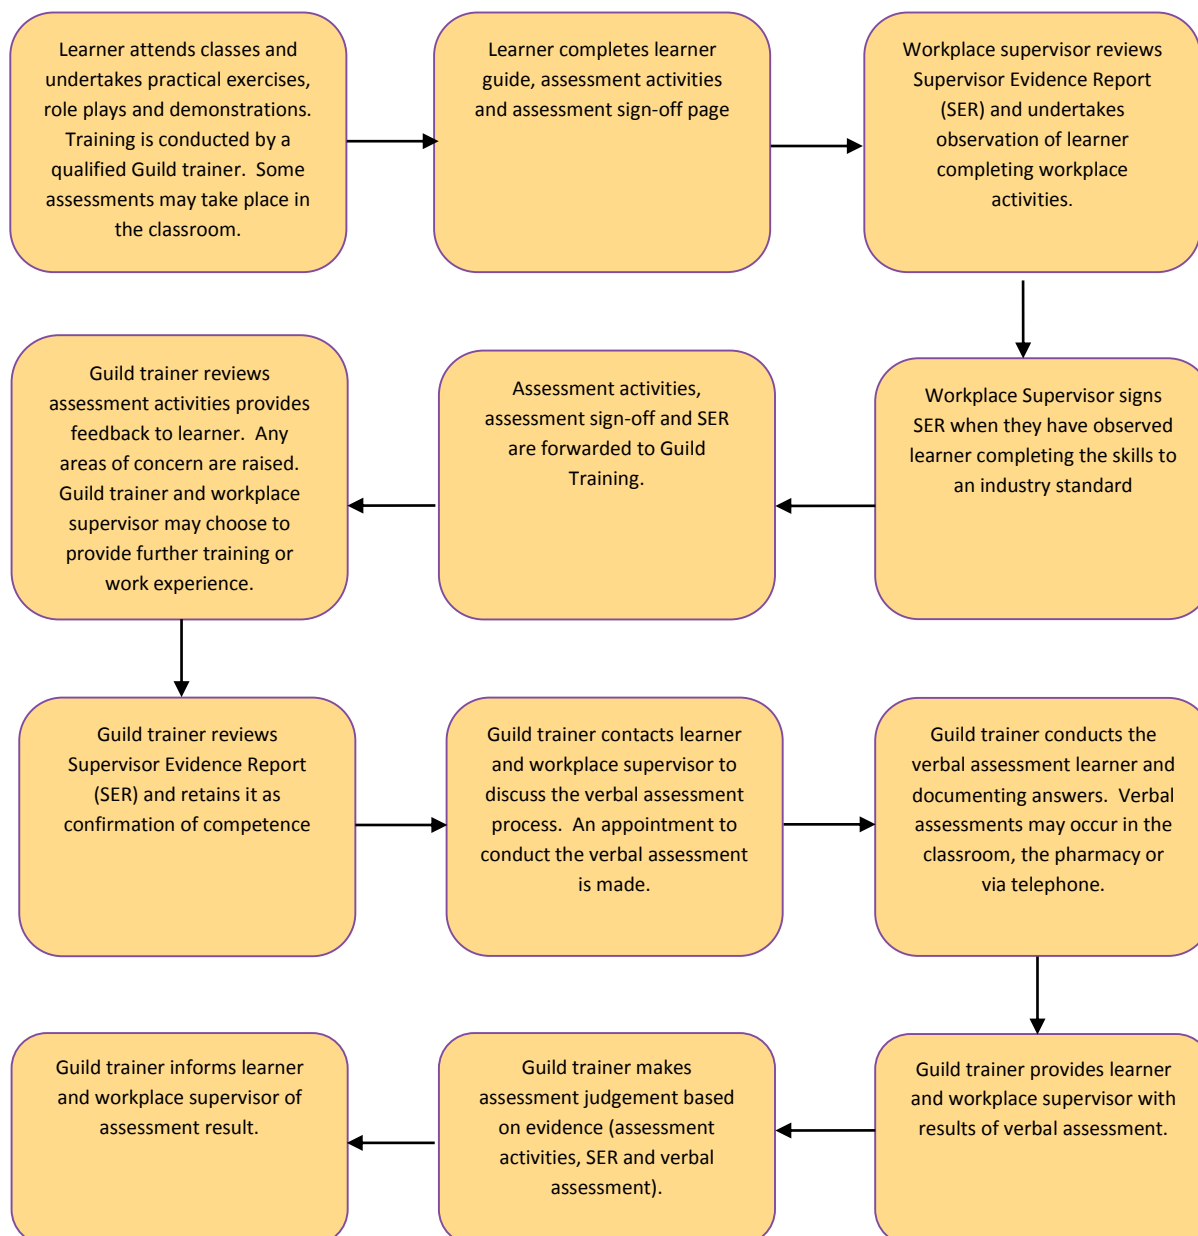 Learner attends classes and
undertakes practical exercises,
role plays and demonstrations.
Training is conducted by a
qualified Guild trainer.  Some
assessments may take place in
the classroom.
Learner completes learner
guide, assessment activities
and assessment sign-off page
Workplace supervisor reviews
Supervisor Evidence Report
(SER) and undertakes
observation of learner
completing workplace
activities.
Workplace Supervisor signs
SER when they have observed
learner completing the skills to
an industry standard
Assessment activities,
assessment sign-off and SER
are forwarded to Guild
Training.
Guild trainer reviews
assessment activities provides
feedback to learner.  Any
areas of concern are raised.
Guild trainer and workplace
supervisor may choose to
provide further training or
work experience.
Guild trainer reviews
Supervisor Evidence Report
(SER) and retains it as
confirmation of competence
Guild trainer contacts learner
and workplace supervisor to
discuss the verbal assessment
process.  An appointment to
conduct the verbal assessment
is made.
Guild trainer conducts the
verbal assessment learner and
documenting answers.  Verbal
assessments may occur in the
classroom, the pharmacy or
via telephone.
Guild trainer provides learner
and workplace supervisor with
results of verbal assessment.
Guild trainer makes
assessment judgement based
on evidence (assessment
activities, SER and verbal
assessment).
Guild trainer informs learner
and workplace supervisor of
assessment result.